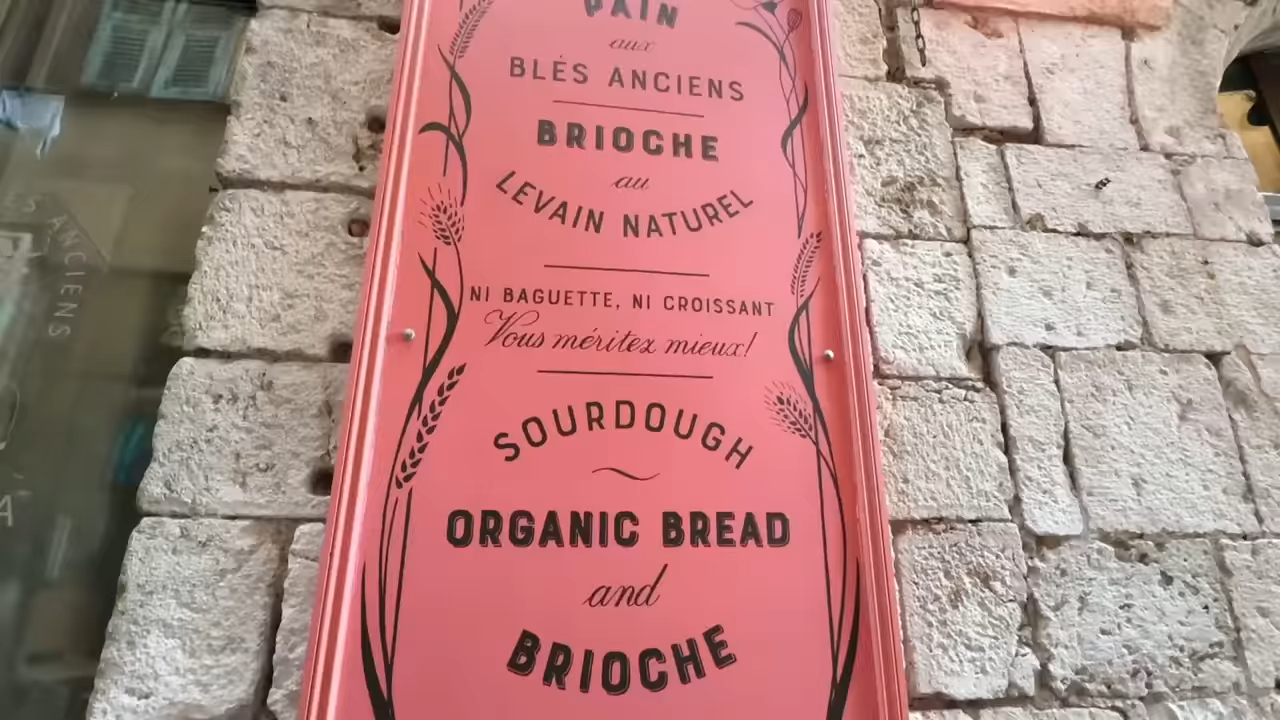 PAIN
aux
BLÉS ANCIENS
BRIOCHE
au
LEVAIN NATUREL
NI BAGUETTE, NI CROISSANT
Vous méritez mieux!
SOURDOUGH
ORGANIC BREAD
and
BRIOCHE
ANCIENS